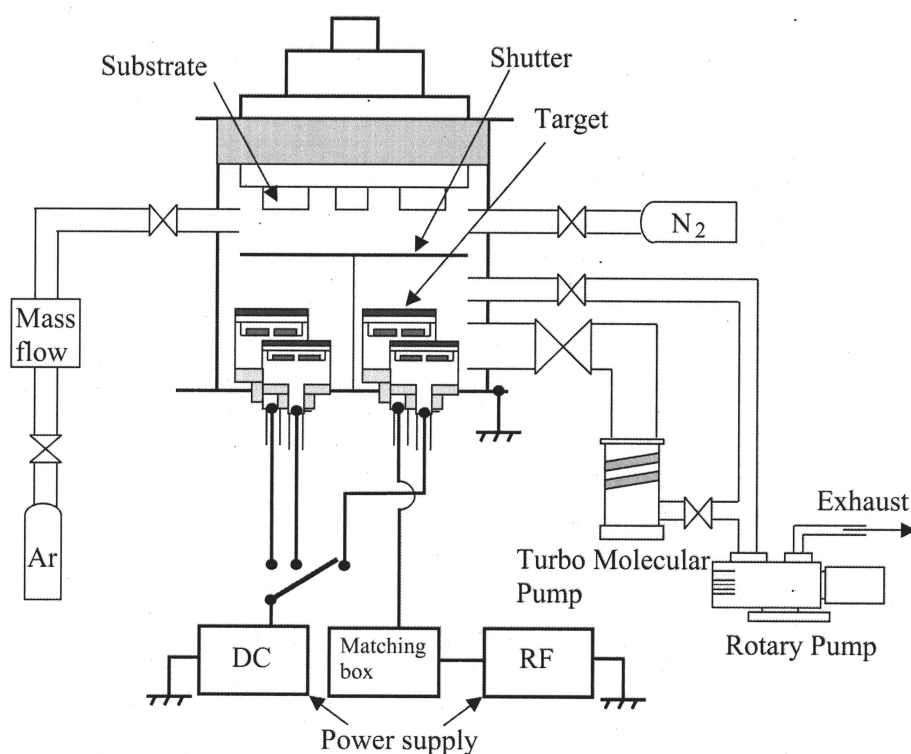 Substrate
Shutter
Target
N2
Mass
flow
Ar
Exhaust
Turbo Molecular
Pump
Rotary Pump
DC
Matching
box
RF
Power supply